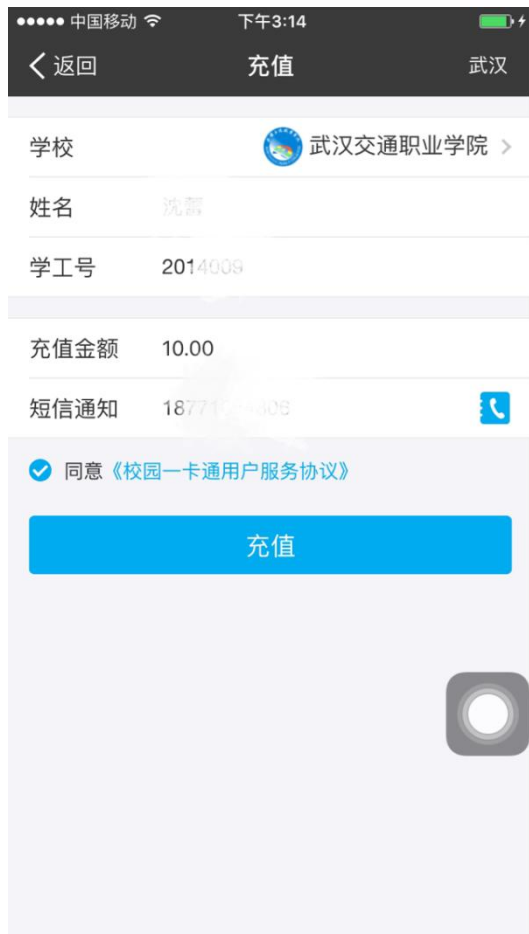 中国移动 下午3:14
返回 充值 武汉
学校 武汉交通职业学院
姓名
学工号 2014009
充值金额 10.00
短信通知 18771
同意《校园一卡通用户服务协议》
充值